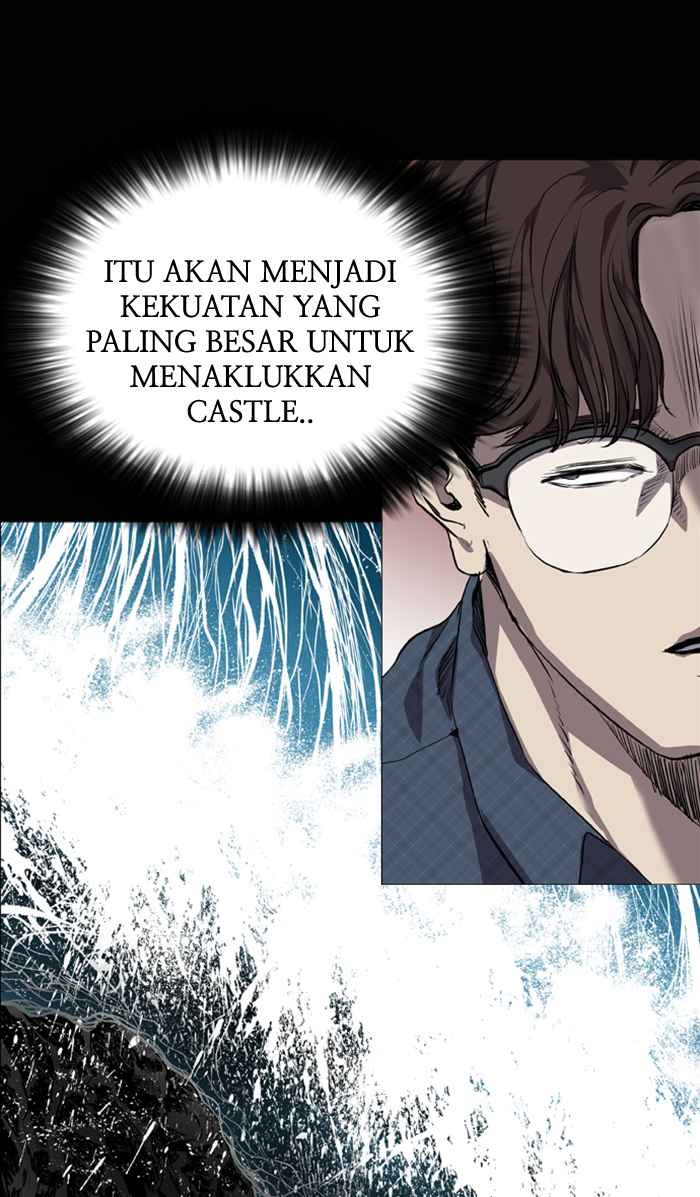 ITU AKAN MENJADI
KEKUATAN YANG
PALING BESAR UNTUK
MENAKLUKKAN
CASTLE..